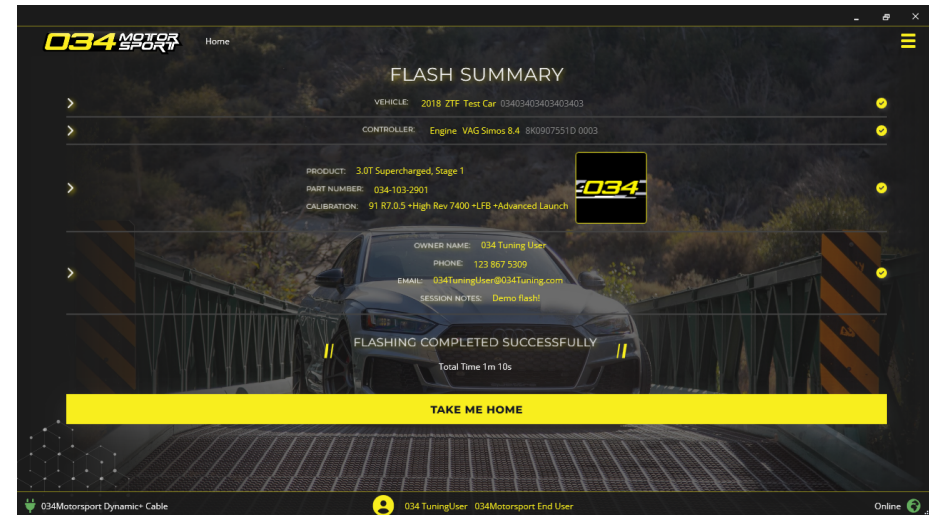 034 MOTOR SPORT
Home
FLASH SUMMARY
VEHICLE: 2018 ZTF Test Car 03403403403403403
CONTROLLER: Engine VAG Simos 8.4 8K0907551D 0003
PRODUCT: 3.0T Supercharged, Stage 1
PART NUMBER: 034-103-2901
CALIBRATION: 91 R7.0.5 +High Rev 7400 +LFB +Advanced Launch
034
OWNER NAME: 034 Tuning User
PHONE: 123 867 5309
EMAIL: 034TuningUser@034Tuning.com
SESSION NOTES: Demo flash!
FLASHING COMPLETED SUCCESSFULLY
Total Time 1m 10s
TAKE ME HOME
034Motorsport Dynamic+ Cable
034 TuningUser 034Motorsport End User
Online